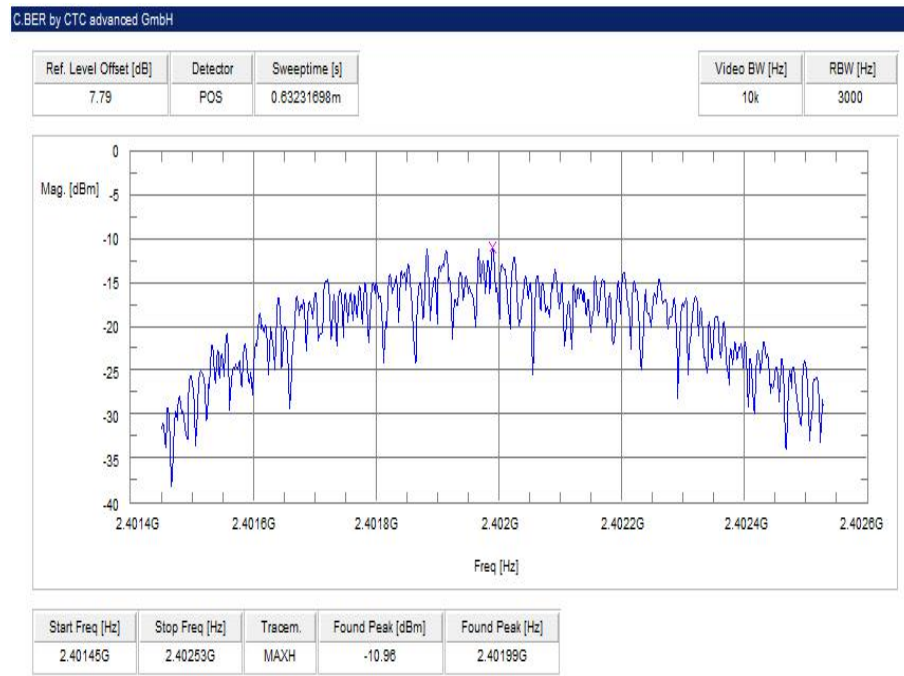 C.BER by CTC advanced GmbH
Ref. Level Offset [dB] Detector Sweeptime [s] Video BW [Hz] RBW [Hz]
7.79 POS 0.63231698m 10k 3000
0
Mag. [dBm]
-5
-10
-15
-20
-25
-30
-35
-40
2.4014G 2.4016G 2.4018G 2.402G 2.4022G 2.4024G 2.4026G
Freq [Hz]
Start Freq [Hz] Stop Freq [Hz] Tracem. Found Peak [dBm] Found Peak [Hz]
2.40145G 2.40253G MAXH -10.96 2.40199G